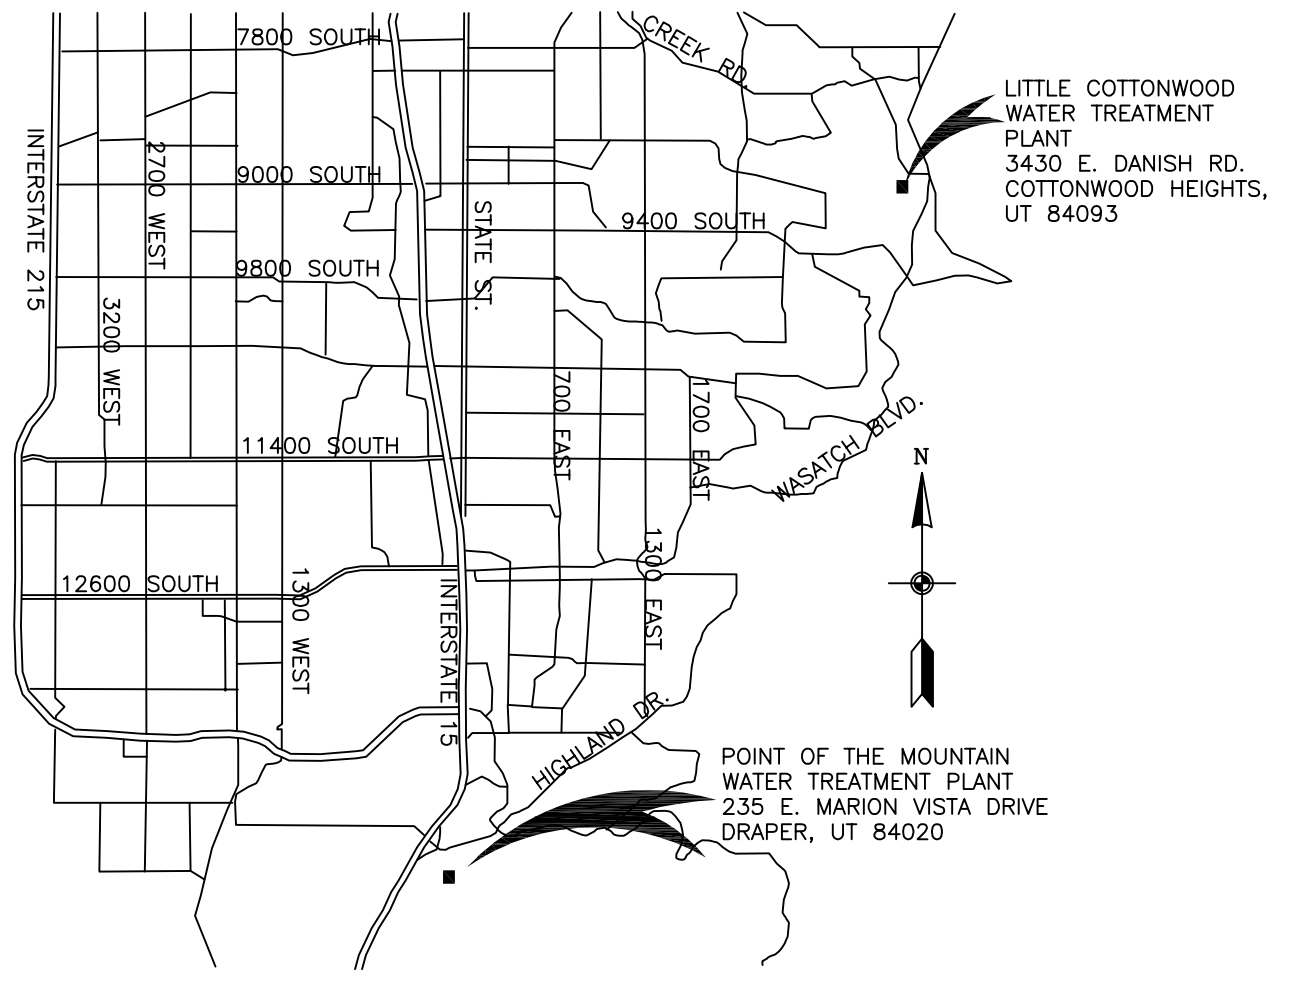 7800 SOUTH
CREEK RD.
LITTLE COTTONWOOD
WATER TREATMENT
PLANT
3430 E. DANISH RD.
COTTONWOOD HEIGHTS,
UT 84093
INTERSTATE 215
2700 WEST
9000 SOUTH
STATE ST.
9400 SOUTH
9800 SOUTH
3200 WEST
700 EAST
1700 EAST
WASATCH BLVD.
11400 SOUTH
N
1300 EAST
12600 SOUTH
1300 WEST
INTERSTATE 15
HIGHLAND DR.
POINT OF THE MOUNTAIN
WATER TREATMENT PLANT
235 E. MARION VISTA DRIVE
DRAPER, UT 84020